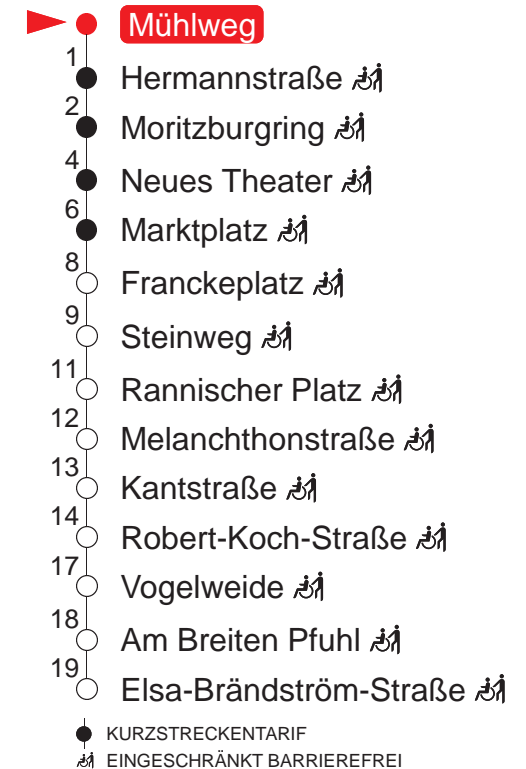 Mühlweg
1
Hermannstraße
2
Moritzburgring
4
Neues Theater
6
Marktplatz
8
Franckeplatz
9
Steinweg
11
Rannischer Platz
12
Melanchthonstraße
13
Kantstraße
14
Robert-Koch-Straße
17
Vogelweide
18
Am Breiten Pfuhl
19
Elsa-Brändström-Straße
KURZSTRECKENTARIF
EINGESCHRÄNKT BARRIEREFREI